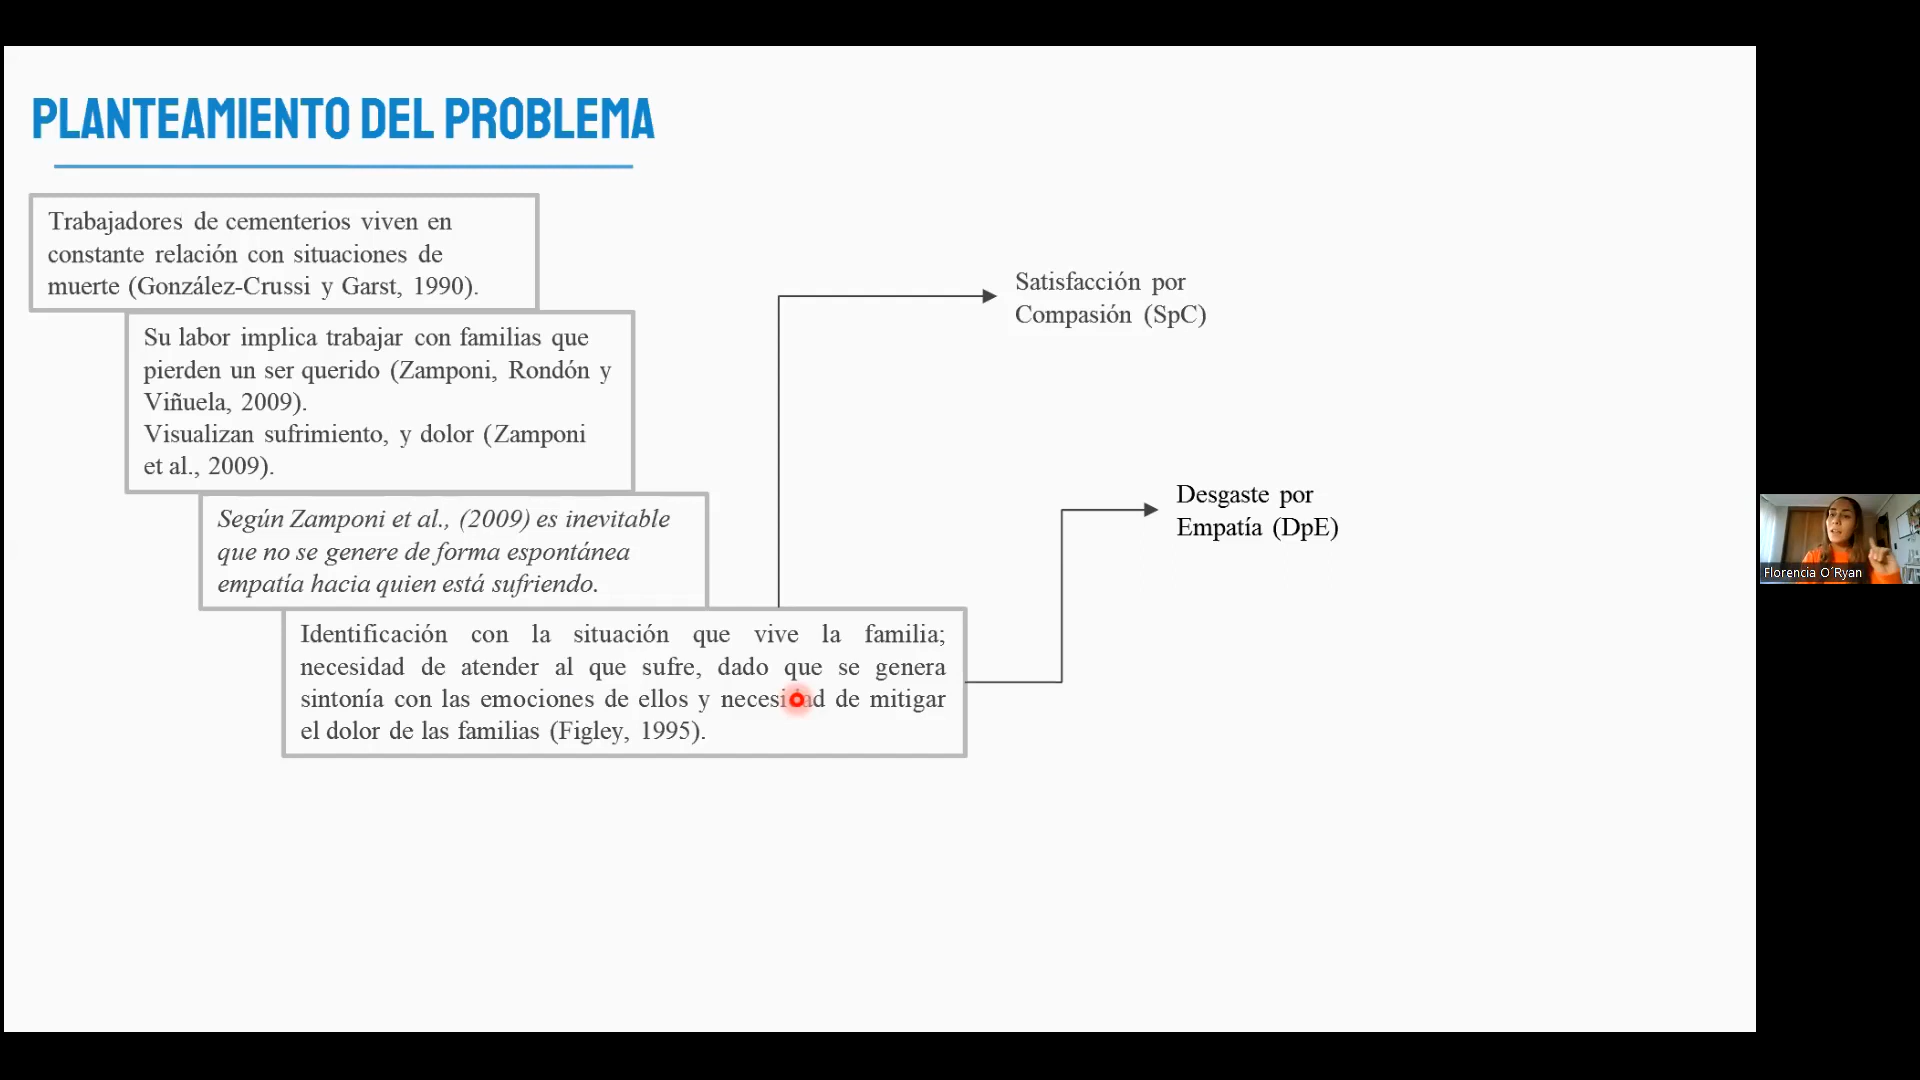 PLANTEAMIENTO DEL PROBLEMA
Trabajadores de cementerios viven en
constante relación con situaciones de
muerte (González-Crussi y Garst, 1990).
Su labor implica trabajar con familias que
pierden un ser querido (Zamponi, Rondón y
Viñuela, 2009).
Visualizan sufrimiento, y dolor (Zamponi
et al., 2009).
Según Zamponi et al., (2009) es inevitable
que no se genere de forma espontánea
empatía hacia quien está sufriendo.
Identificación con la situación que vive la familia;
necesidad de atender al que sufre, dado que se genera
sintonía con las emociones de ellos y necesidad de mitigar
el dolor de las familias (Figley, 1995).
Satisfacción por
Compasión (SpC)
Desgaste por
Empatía (DpE)
Florencia O´Ryan